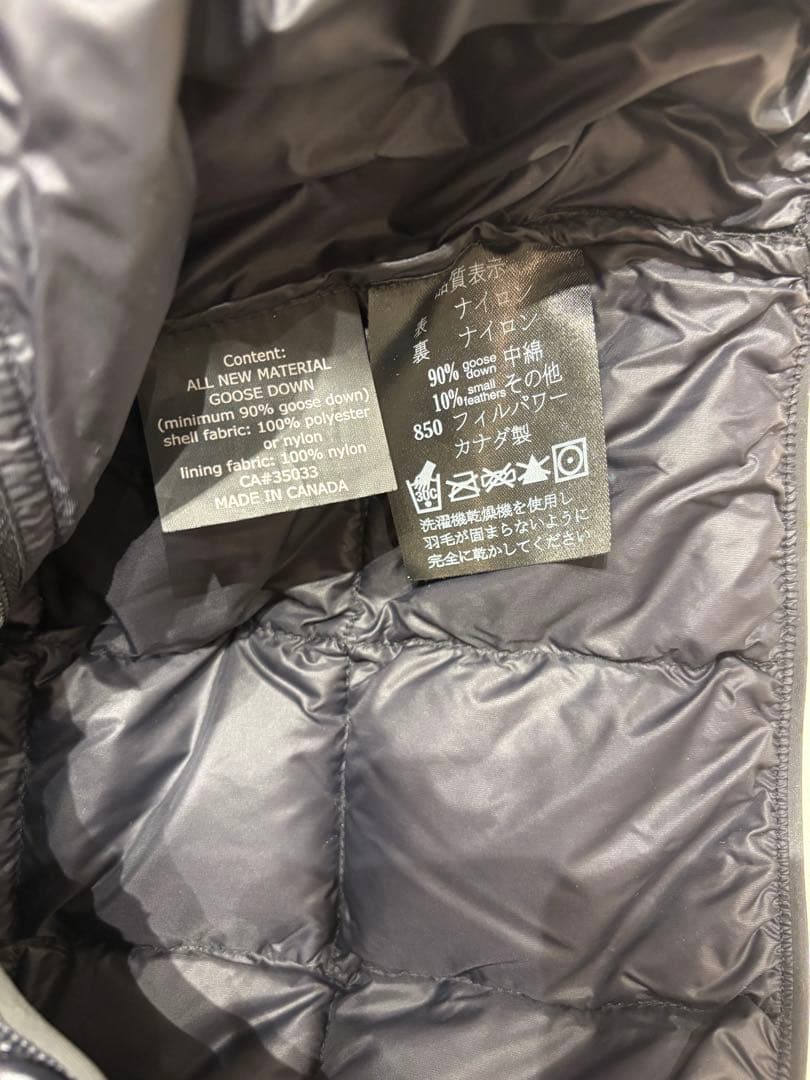 Content:
ALL NEW MATERIAL
GOOSE DOWN
(minimum 90% goose down)
shell fabric: 100% polyester
or nylon
lining fabric: 100% nylon
CA#35033
MADE IN CANADA
品質表示
表 ナイロン
裏 ナイロン
90% goose down 中綿
10% small feathers その他
850 フィルパワー
カナダ製
30C
洗濯機乾燥機を使用し
羽毛が固まらないように
完全に乾かしてください